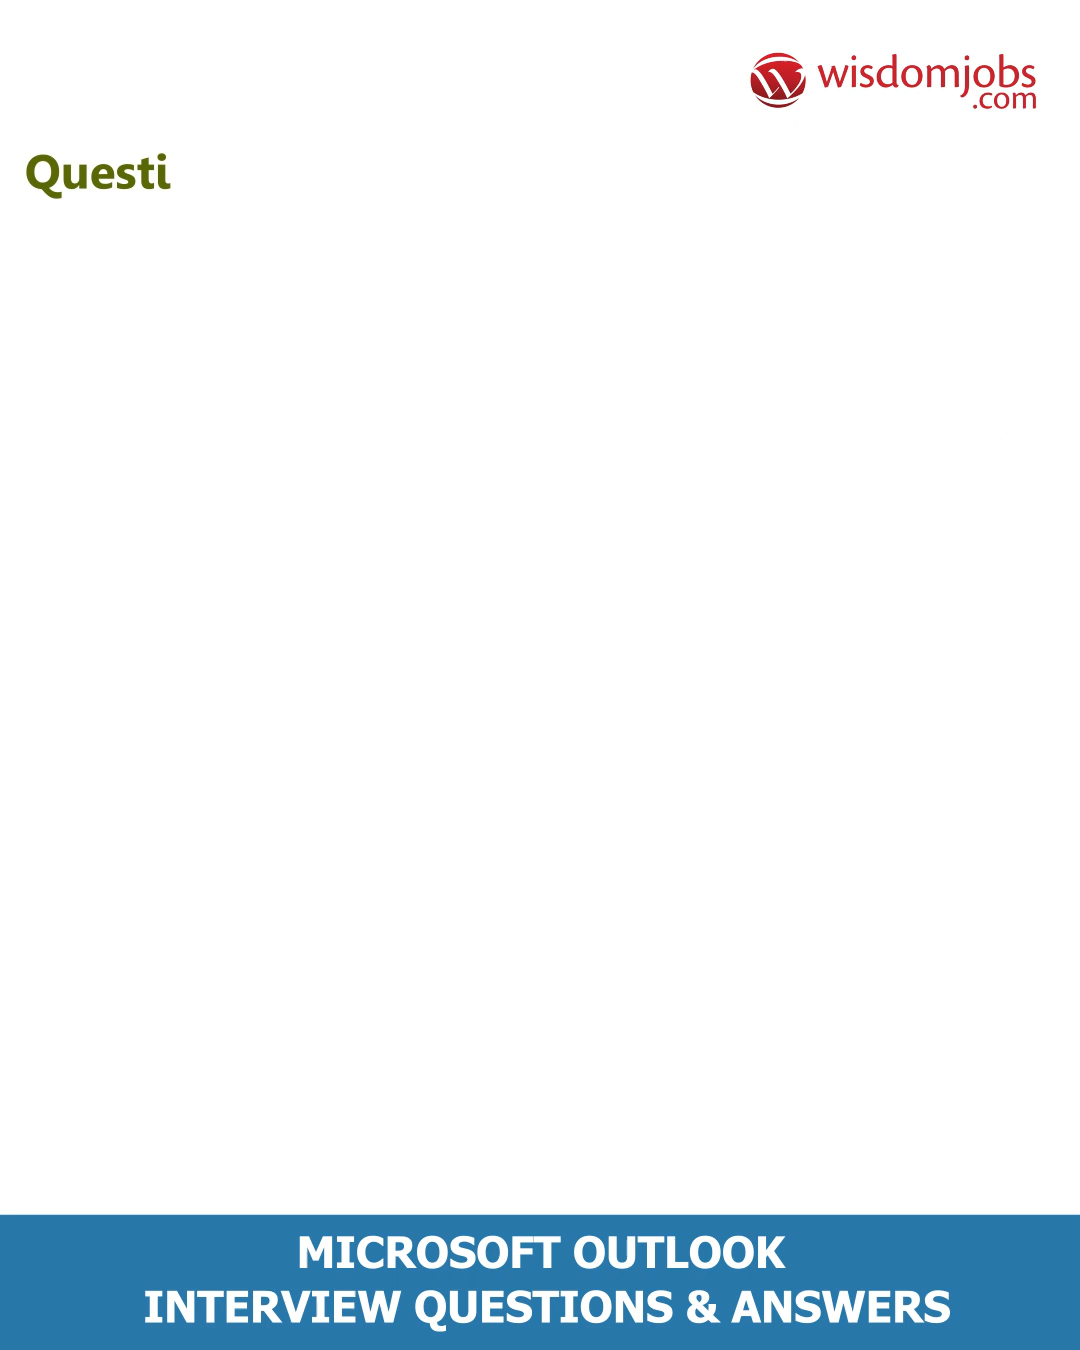 wisdomjobs
.com
Questi
MICROSOFT OUTLOOK
INTERVIEW QUESTIONS & ANSWERS